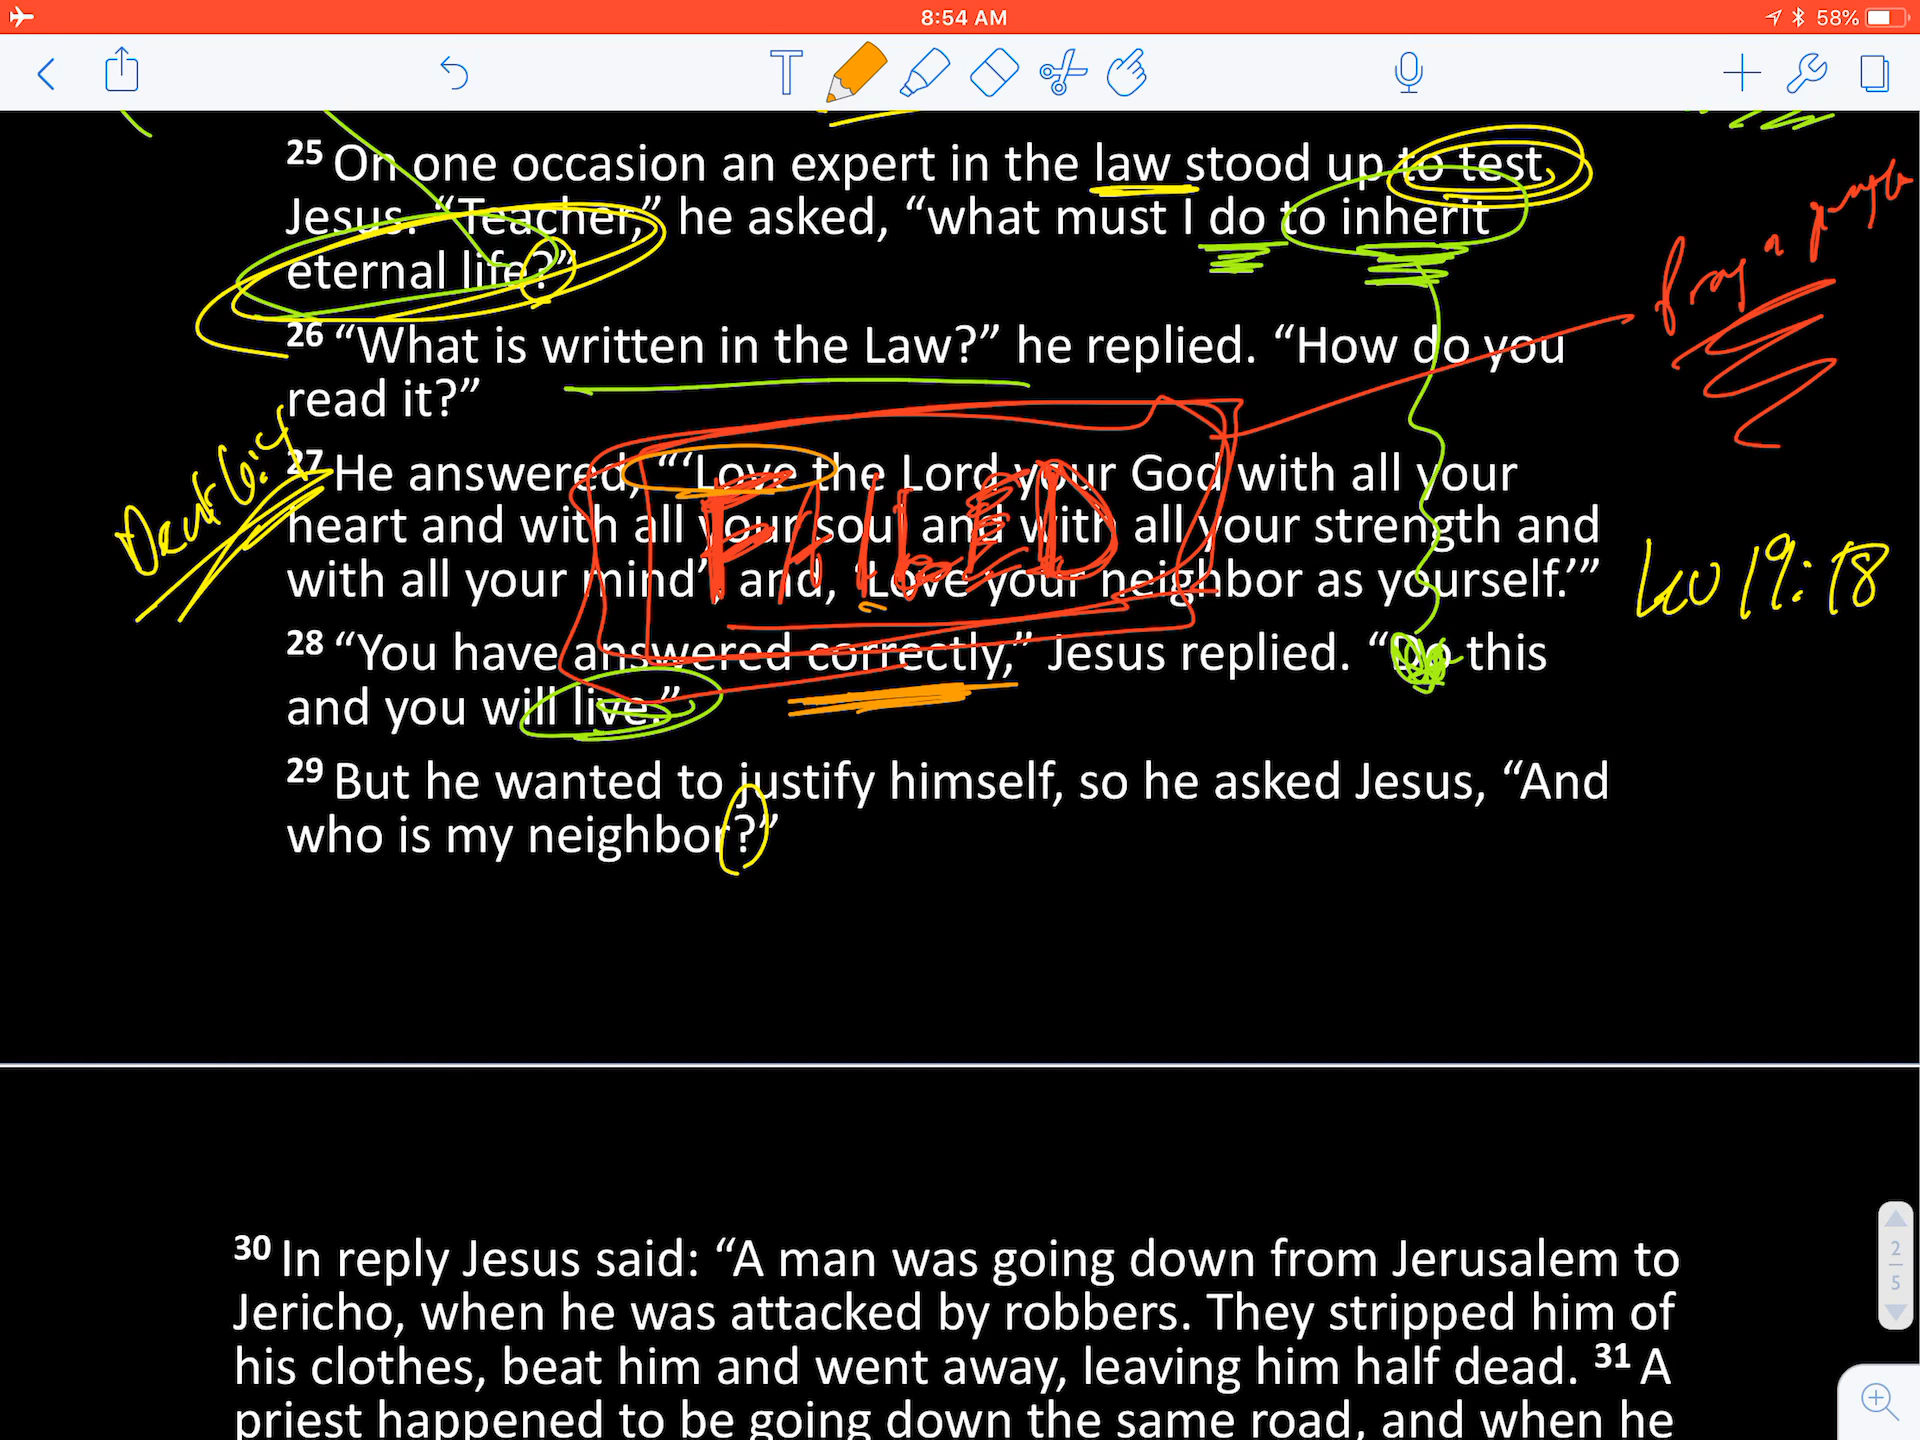 8:54 AM
58%
T
25 On one occasion an expert in the law stood up to test
Jesus. “Teacher,” he asked, “what must I do to inherit
eternal life?”
26 “What is written in the Law?” he replied. “How do you
read it?”
27 He answered, “‘Love the Lord your God with all your
heart and with all your soul and with all your strength and
with all your mind’, and, ‘Love your neighbor as yourself.’”
FAILED
Deut 6:4
Lev 19:18
28 “You have answered correctly,” Jesus replied. “Do this
and you will live.”
29 But he wanted to justify himself, so he asked Jesus, “And
who is my neighbor?”
2
5
30 In reply Jesus said: “A man was going down from Jerusalem to
Jericho, when he was attacked by robbers. They stripped him of
his clothes, beat him and went away, leaving him half dead. 31 A
priest happened to be going down the same road, and when he